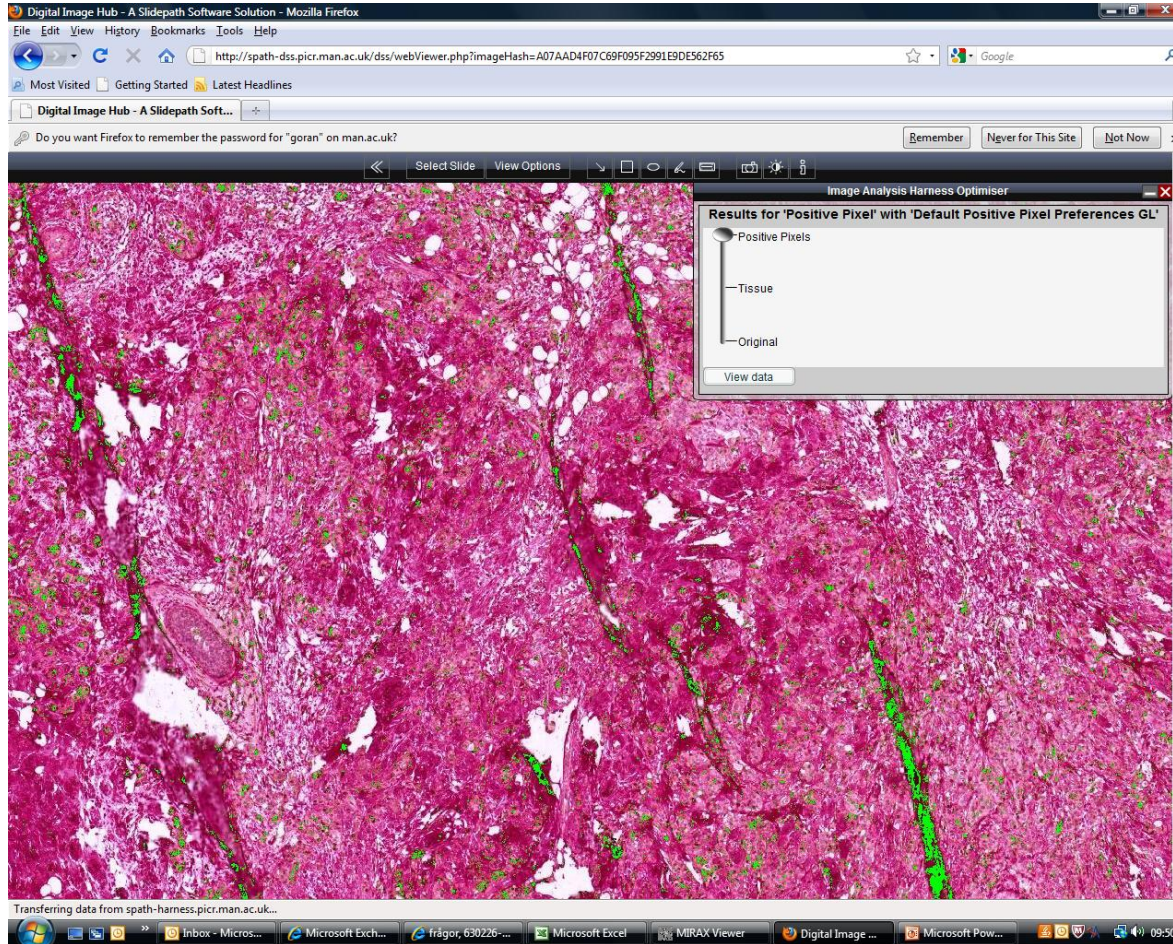 Digital Image Hub - A Slidepath Software Solution - Mozilla Firefox
File Edit View History Bookmarks Tools Help
http://spath-dss.picr.man.ac.uk/dss/webViewer.php?imageHash=A07AAD4F07C69F095F2991E9DE562F65
Google
Most Visited Getting Started Latest Headlines
Digital Image Hub - A Slidepath Soft...
Do you want Firefox to remember the password for "goran" on man.ac.uk?
Remember Never for This Site Not Now
Select Slide View Options
Image Analysis Harness Optimiser
Results for 'Positive Pixel' with 'Default Positive Pixel Preferences GL'
Positive Pixels
Tissue
Original
View data
Transferring data from spath-harness.picr.man.ac.uk...
Inbox - Micros... Microsoft Exch... frågor, 630226-... Microsoft Excel MIRAX Viewer Digital Image ... Microsoft Pow...